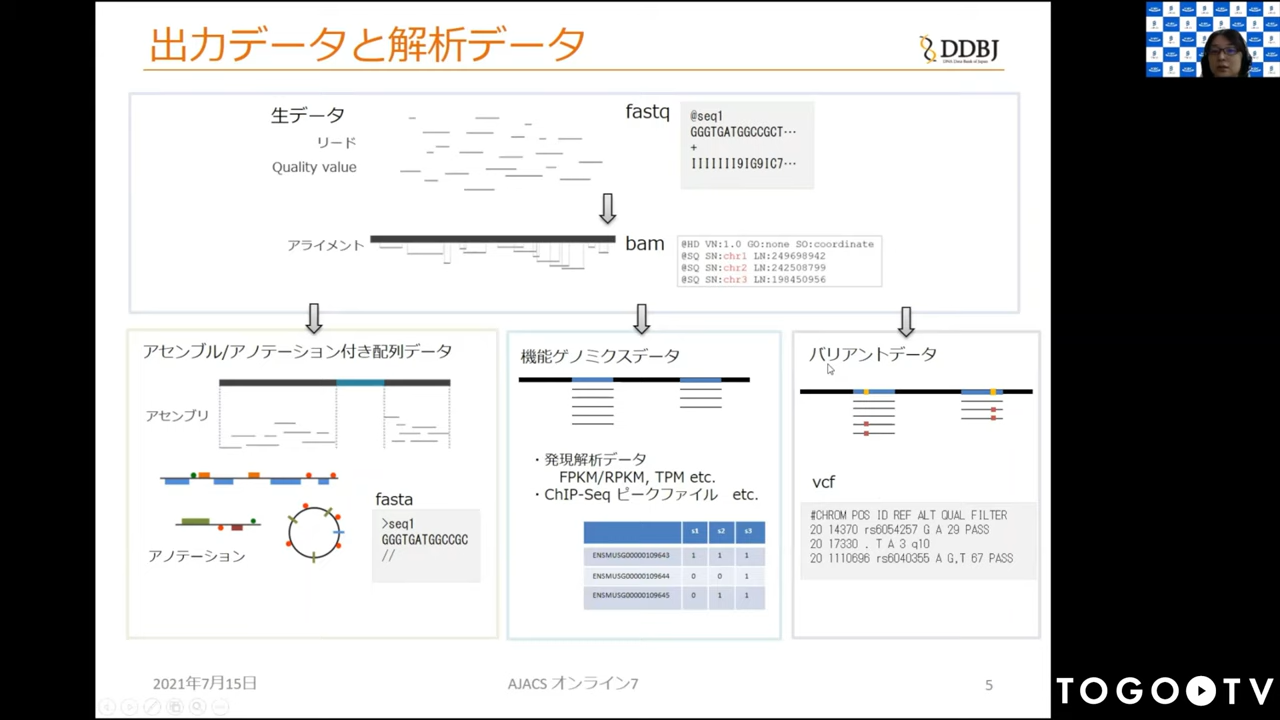 出力データと解析データ
DDBJ
DNA Data Bank of Japan
生データ
リード
Quality value
fastq
@seq1
GGGTGATGGCCGCT…
+
IIIIIII9IG9IC7…
アライメント
bam
@HD VN:1.0 GO:none SO:coordinate
@SQ SN:chr1 LN:249698942
@SQ SN:chr2 LN:242508799
@SQ SN:chr3 LN:198450956
アセンブル/アノテーション付き配列データ
アセンブリ
アノテーション
fasta
>seq1
GGGTGATGGCCGC
//
機能ゲノミクスデータ
・発現解析データ
FPKM/RPKM, TPM etc.
・ChIP-Seq ピークファイル etc.
s1 s2 s3
ENSMUSG00000109643 1 1 1
ENSMUSG00000109644 0 0 1
ENSMUSG00000109645 0 1 1
バリアントデータ
vcf
#CHROM POS ID REF ALT QUAL FILTER
20 14370 rs6054257 G A 29 PASS
20 17330 . T A 3 q10
20 1110696 rs6040355 A G,T 67 PASS
2021年7月15日
AJACS オンライン7
5
TOGO TV